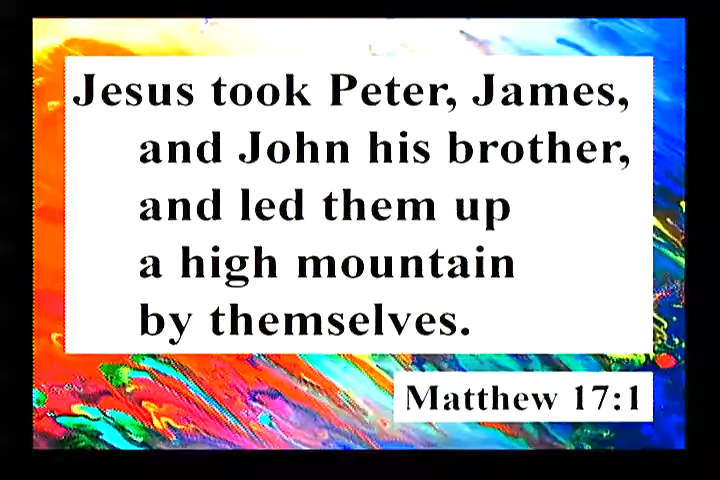 Jesus took Peter, James,
and John his brother,
and led them up
a high mountain
by themselves.
Matthew 17:1